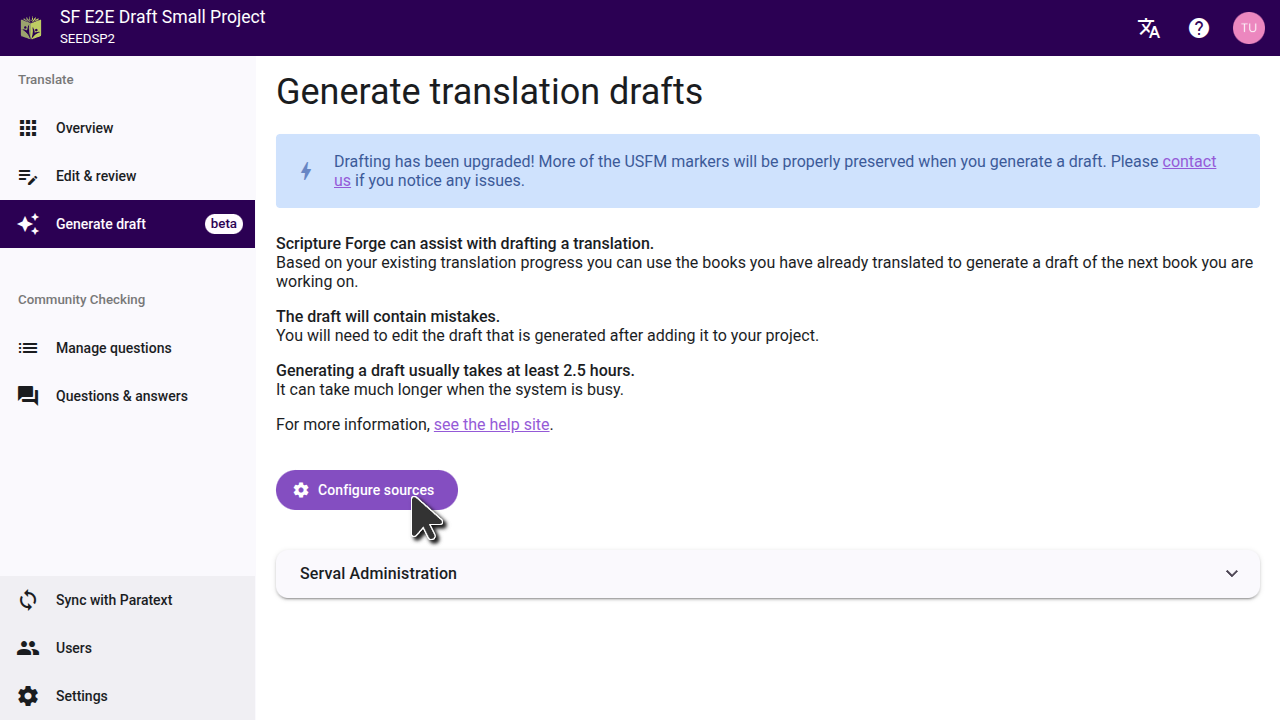 SF E2E Draft Small Project
SEEDSP2
TU
Translate
Overview
Edit & review
Generate draft
beta
Community Checking
Manage questions
Questions & answers
Sync with Paratext
Users
Settings
Generate translation drafts
Drafting has been upgraded! More of the USFM markers will be properly preserved when you generate a draft. Please contact
us if you notice any issues.
Scripture Forge can assist with drafting a translation.
Based on your existing translation progress you can use the books you have already translated to generate a draft of the next book you are
working on.
The draft will contain mistakes.
You will need to edit the draft that is generated after adding it to your project.
Generating a draft usually takes at least 2.5 hours.
It can take much longer when the system is busy.
For more information, see the help site.
Configure sources
Serval Administration